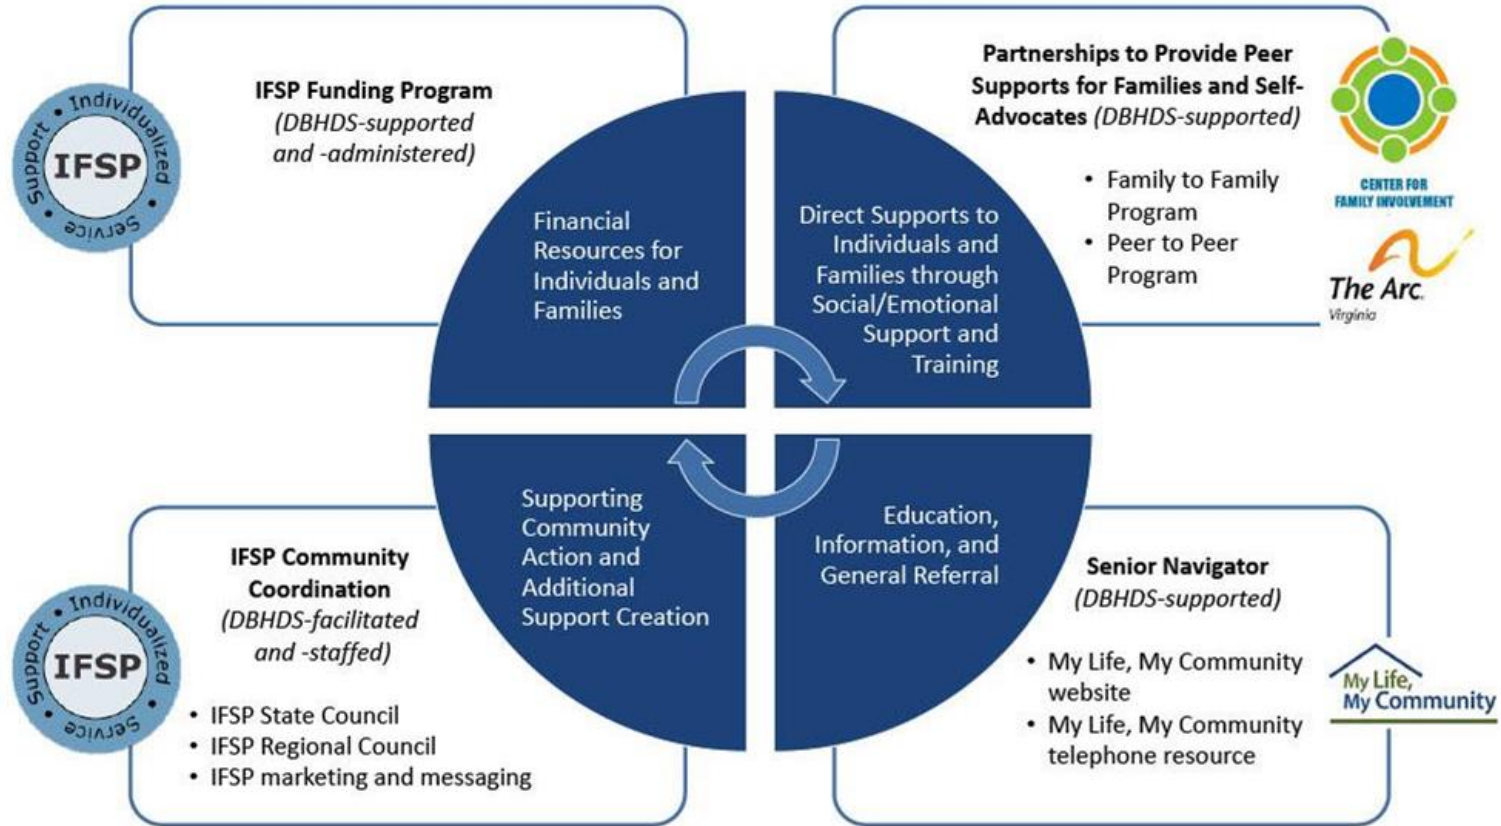 IFSP Funding Program
(DBHDS-supported
and -administered)
Individualized • Service • Support •
IFSP
Financial
Resources for
Individuals and
Families
Partnerships to Provide Peer
Supports for Families and Self-
Advocates (DBHDS-supported)
• Family to Family
Program
• Peer to Peer
Program
CENTER FOR
FAMILY INVOLVEMENT
The Arc.
Virginia
Direct Supports to
Individuals and
Families through
Social/Emotional
Support and
Training
IFSP Community
Coordination
(DBHDS-facilitated
and -staffed)
• IFSP State Council
• IFSP Regional Council
• IFSP marketing and messaging
Individualized • Service • Support •
IFSP
Supporting
Community
Action and
Additional
Support Creation
Education,
Information, and
General Referral
Senior Navigator
(DBHDS-supported)
• My Life, My Community
website
• My Life, My Community
telephone resource
My Life,
My Community